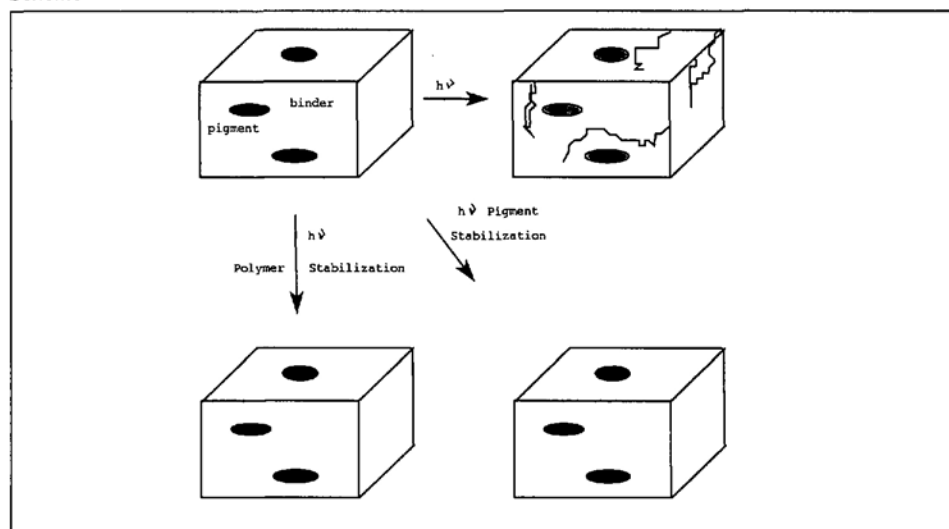 hν
binder
pigment
hν Pigment
Stabilization
hν
Polymer Stabilization